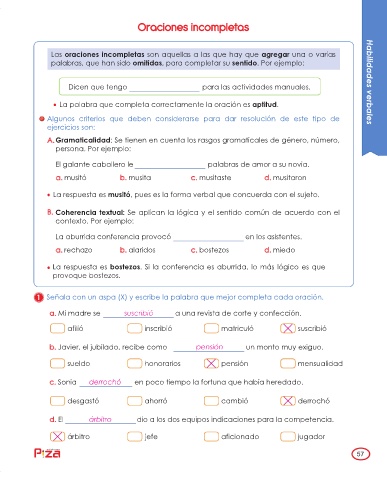 Oraciones incompletas
Las oraciones incompletas son aquellas a las que hay que agregar una o varias
palabras, que han sido omitidas, para completar su sentido. Por ejemplo:
Dicen que tengo ____________ para las actividades manuales.
• La palabra que completa correctamente la oración es aptitud.
Algunos criterios que deben considerarse para dar resolución de este tipo de
ejercicios son:
A. Gramaticalidad: Se tienen en cuenta los rasgos gramaticales de género, número,
persona. Por ejemplo:
El galante caballero le ____________ palabras de amor a su novia.
a. musitó b. musita c. musitaste d. musitaron
• La respuesta es musitó, pues es la forma verbal que concuerda con el sujeto.
B. Coherencia textual: Se aplican la lógica y el sentido común de acuerdo con el
contexto. Por ejemplo:
La aburrida conferencia provocó ____________ en los asistentes.
a. rechazo b. alaridos c. bostezos d. miedo
• La respuesta es bostezos. Si la conferencia es aburrida, lo más lógico es que
provoque bostezos.
1 Señala con un aspa (X) y escribe la palabra que mejor completa cada oración.
a. Mi madre se suscribió a una revista de corte y confección.
afilió inscribió matriculó X suscribió
b. Javier, el jubilado, recibe como pensión un monto muy exiguo.
sueldo honorarios X pensión mensualidad
c. Sonia derrochó en poco tiempo la fortuna que había heredado.
desgastó ahorró cambió X derrochó
d. El árbitro dio a los dos equipos indicaciones para la competencia.
X árbitro jefe aficionado jugador
Habilidades verbales
Piza
57